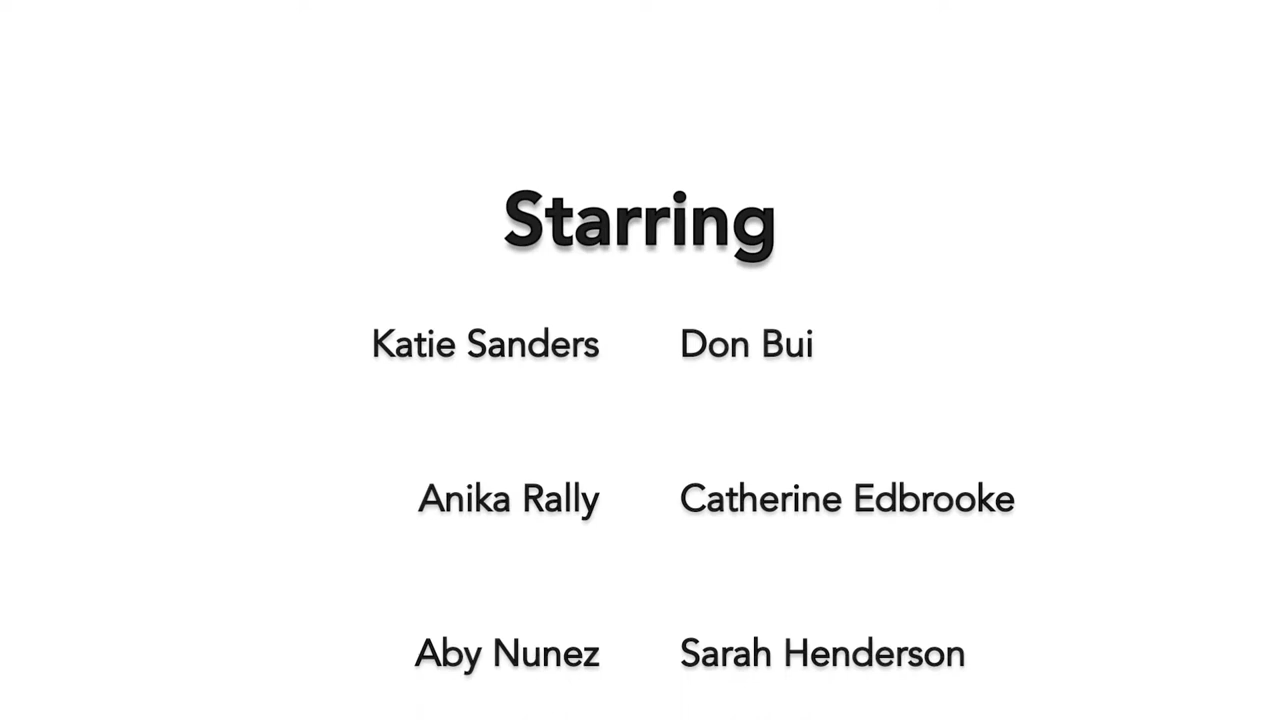 Starring
Katie Sanders Don Bui
Anika Rally Catherine Edbrooke
Aby Nunez Sarah Henderson